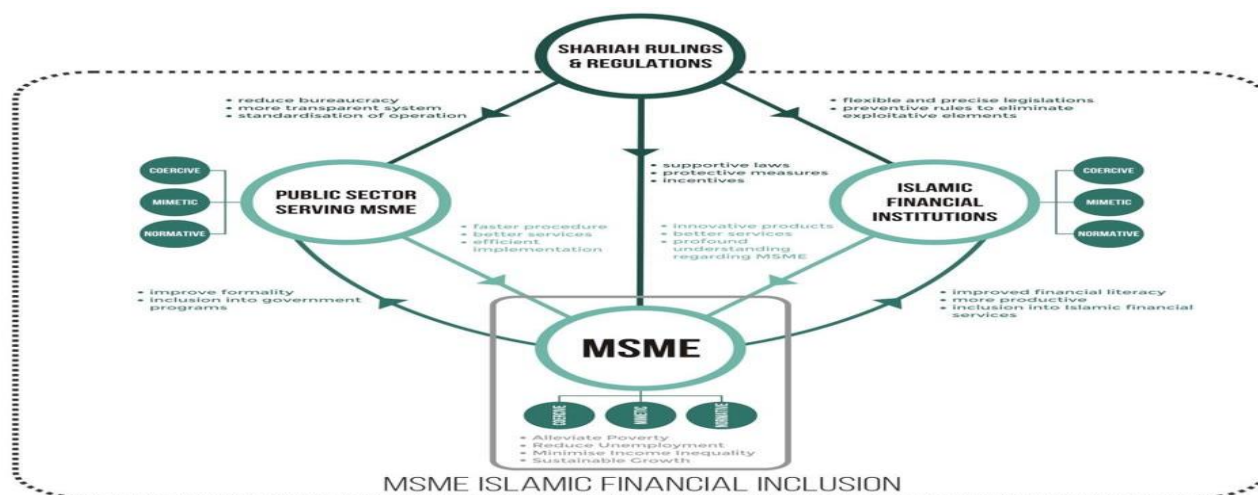 SHARIAH RULINGS
& REGULATIONS
• reduce bureaucracy
• more transparent system
• standardisation of operation
• flexible and precise legislations
• preventive rules to eliminate
exploitative elements
• supportive laws
• protective measures
• incentives
COERCIVE
MIMETIC
NORMATIVE
PUBLIC SECTOR
SERVING MSME
ISLAMIC
FINANCIAL
INSTITUTIONS
COERCIVE
MIMETIC
NORMATIVE
• faster procedure
• better services
• efficient
implementation
• innovative products
• better services
• profound
understanding
regarding MSME
• improve formality
• inclusion into government
programs
• improved financial literacy
• more productive
• inclusion into Islamic financial
services
MSME
COERCIVE
MIMETIC
NORMATIVE
• Alleviate Poverty
• Reduce Unemployment
• Minimise Income Inequality
• Sustainable Growth
MSME ISLAMIC FINANCIAL INCLUSION